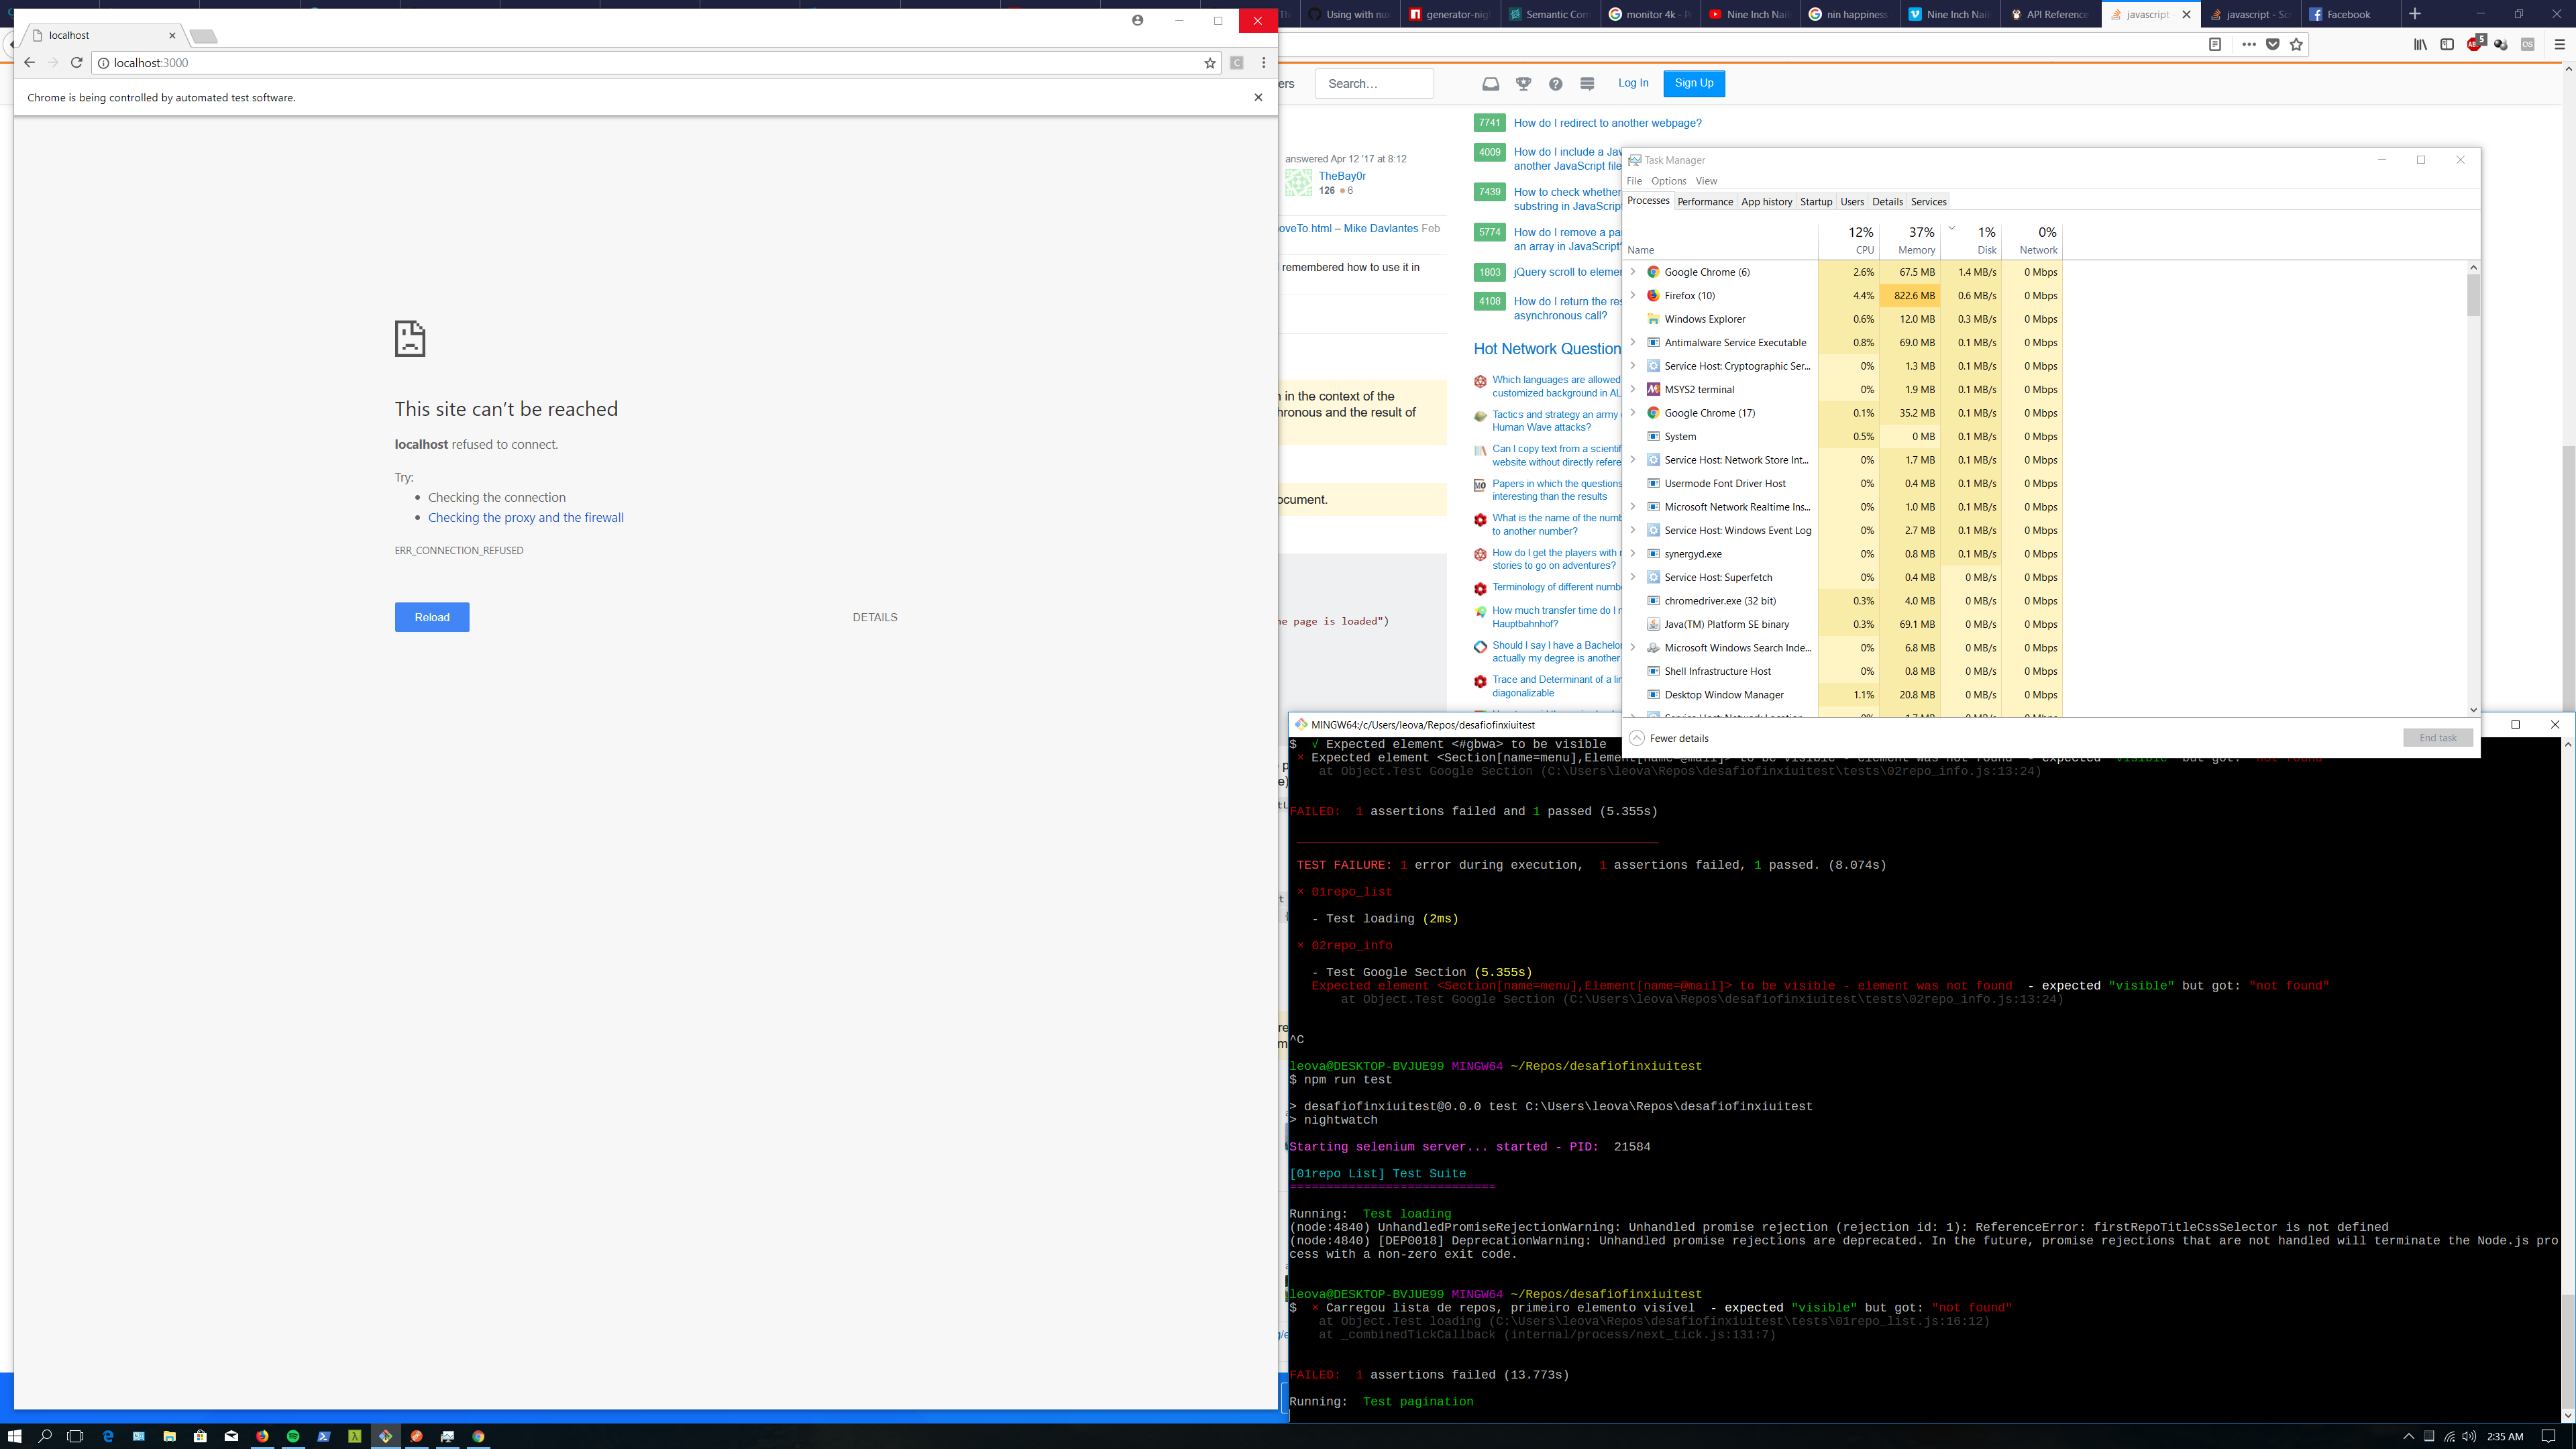 localhost
localhost:3000
Chrome is being controlled by automated test software.
This site can’t be reached
localhost refused to connect.
Try:
Checking the connection
Checking the proxy and the firewall
ERR_CONNECTION_REFUSED
Reload
DETAILS
Using with nu
generator-nig
Semantic Com
monitor 4k - P
Nine Inch Nail
nin happiness
Nine Inch Nail
API Reference
javascript
javascript - Sc
Facebook
ers
Search…
Log In
Sign Up
answered Apr 12 '17 at 8:12
TheBay0r
126 6
oveTo.html – Mike Davlantes Feb
remembered how to use it in
n in the context of the
hronous and the result of
ocument.
he page is loaded")
7741 How do I redirect to another webpage?
4009 How do I include a Jav
another JavaScript file
7439 How to check whether
substring in JavaScript
5774 How do I remove a pa
an array in JavaScript?
1803 jQuery scroll to elemen
4108 How do I return the res
asynchronous call?
Hot Network Question
Which languages are allowed
customized background in AL
Tactics and strategy an army
Human Wave attacks?
Can I copy text from a scientif
website without directly refere
Papers in which the questions
interesting than the results
What is the name of the numb
to another number?
How do I get the players with
stories to go on adventures?
Terminology of different numbe
How much transfer time do I
Hauptbahnhof?
Should I say I have a Bachelor
actually my degree is another
Trace and Determinant of a lin
diagonalizable
Task Manager
File Options View
Processes Performance App history Startup Users Details Services
12% 37% 1% 0%
Name CPU Memory Disk Network
Google Chrome (6) 2.6% 67.5 MB 1.4 MB/s 0 Mbps
Firefox (10) 4.4% 822.6 MB 0.6 MB/s 0 Mbps
Windows Explorer 0.6% 12.0 MB 0.3 MB/s 0 Mbps
Antimalware Service Executable 0.8% 69.0 MB 0.1 MB/s 0 Mbps
Service Host: Cryptographic Ser... 0% 1.3 MB 0.1 MB/s 0 Mbps
MSYS2 terminal 0% 1.9 MB 0.1 MB/s 0 Mbps
Google Chrome (17) 0.1% 35.2 MB 0.1 MB/s 0 Mbps
System 0.5% 0 MB 0.1 MB/s 0 Mbps
Service Host: Network Store Int... 0% 1.7 MB 0.1 MB/s 0 Mbps
Usermode Font Driver Host 0% 0.4 MB 0.1 MB/s 0 Mbps
Microsoft Network Realtime Ins... 0% 1.0 MB 0.1 MB/s 0 Mbps
Service Host: Windows Event Log 0% 2.7 MB 0.1 MB/s 0 Mbps
synergyd.exe 0% 0.8 MB 0.1 MB/s 0 Mbps
Service Host: Superfetch 0% 0.4 MB 0 MB/s 0 Mbps
chromedriver.exe (32 bit) 0.3% 4.0 MB 0 MB/s 0 Mbps
Java(TM) Platform SE binary 0.3% 69.1 MB 0 MB/s 0 Mbps
Microsoft Windows Search Inde... 0% 6.8 MB 0 MB/s 0 Mbps
Shell Infrastructure Host 0% 0.8 MB 0 MB/s 0 Mbps
Desktop Window Manager 1.1% 20.8 MB 0 MB/s 0 Mbps
Fewer details
End task
MINGW64:/c/Users/leova/Repos/desafiofinxiuitest
$ √ Expected element <#gbwa> to be visible
× Expected element <Section[name=menu],Element[name=@mail]> to be visible - element was not found - expected "visible" but got: "not found"
at Object.Test Google Section (C:\Users\leova\Repos\desafiofinxiuitest\tests\02repo_info.js:13:24)
FAILED: 1 assertions failed and 1 passed (5.355s)
TEST FAILURE: 1 error during execution, 1 assertions failed, 1 passed. (8.074s)
× 01repo_list
- Test loading (2ms)
× 02repo_info
- Test Google Section (5.355s)
Expected element <Section[name=menu],Element[name=@mail]> to be visible - element was not found - expected "visible" but got: "not found"
at Object.Test Google Section (C:\Users\leova\Repos\desafiofinxiuitest\tests\02repo_info.js:13:24)
^C
leova@DESKTOP-BVJUE99 MINGW64 ~/Repos/desafiofinxiuitest
$ npm run test
> desafiofinxiuitest@0.0.0 test C:\Users\leova\Repos\desafiofinxiuitest
> nightwatch
Starting selenium server... started - PID: 21584
[01repo List] Test Suite
============================
Running: Test loading
(node:4840) UnhandledPromiseRejectionWarning: Unhandled promise rejection (rejection id: 1): ReferenceError: firstRepoTitleCssSelector is not defined
(node:4840) [DEP0018] DeprecationWarning: Unhandled promise rejections are deprecated. In the future, promise rejections that are not handled will terminate the Node.js pro
cess with a non-zero exit code.
leova@DESKTOP-BVJUE99 MINGW64 ~/Repos/desafiofinxiuitest
$ × Carregou lista de repos, primeiro elemento visível - expected "visible" but got: "not found"
at Object.Test loading (C:\Users\leova\Repos\desafiofinxiuitest\tests\01repo_list.js:16:12)
at _combinedTickCallback (internal/process/next_tick.js:131:7)
FAILED: 1 assertions failed (13.773s)
Running: Test pagination
2:35 AM